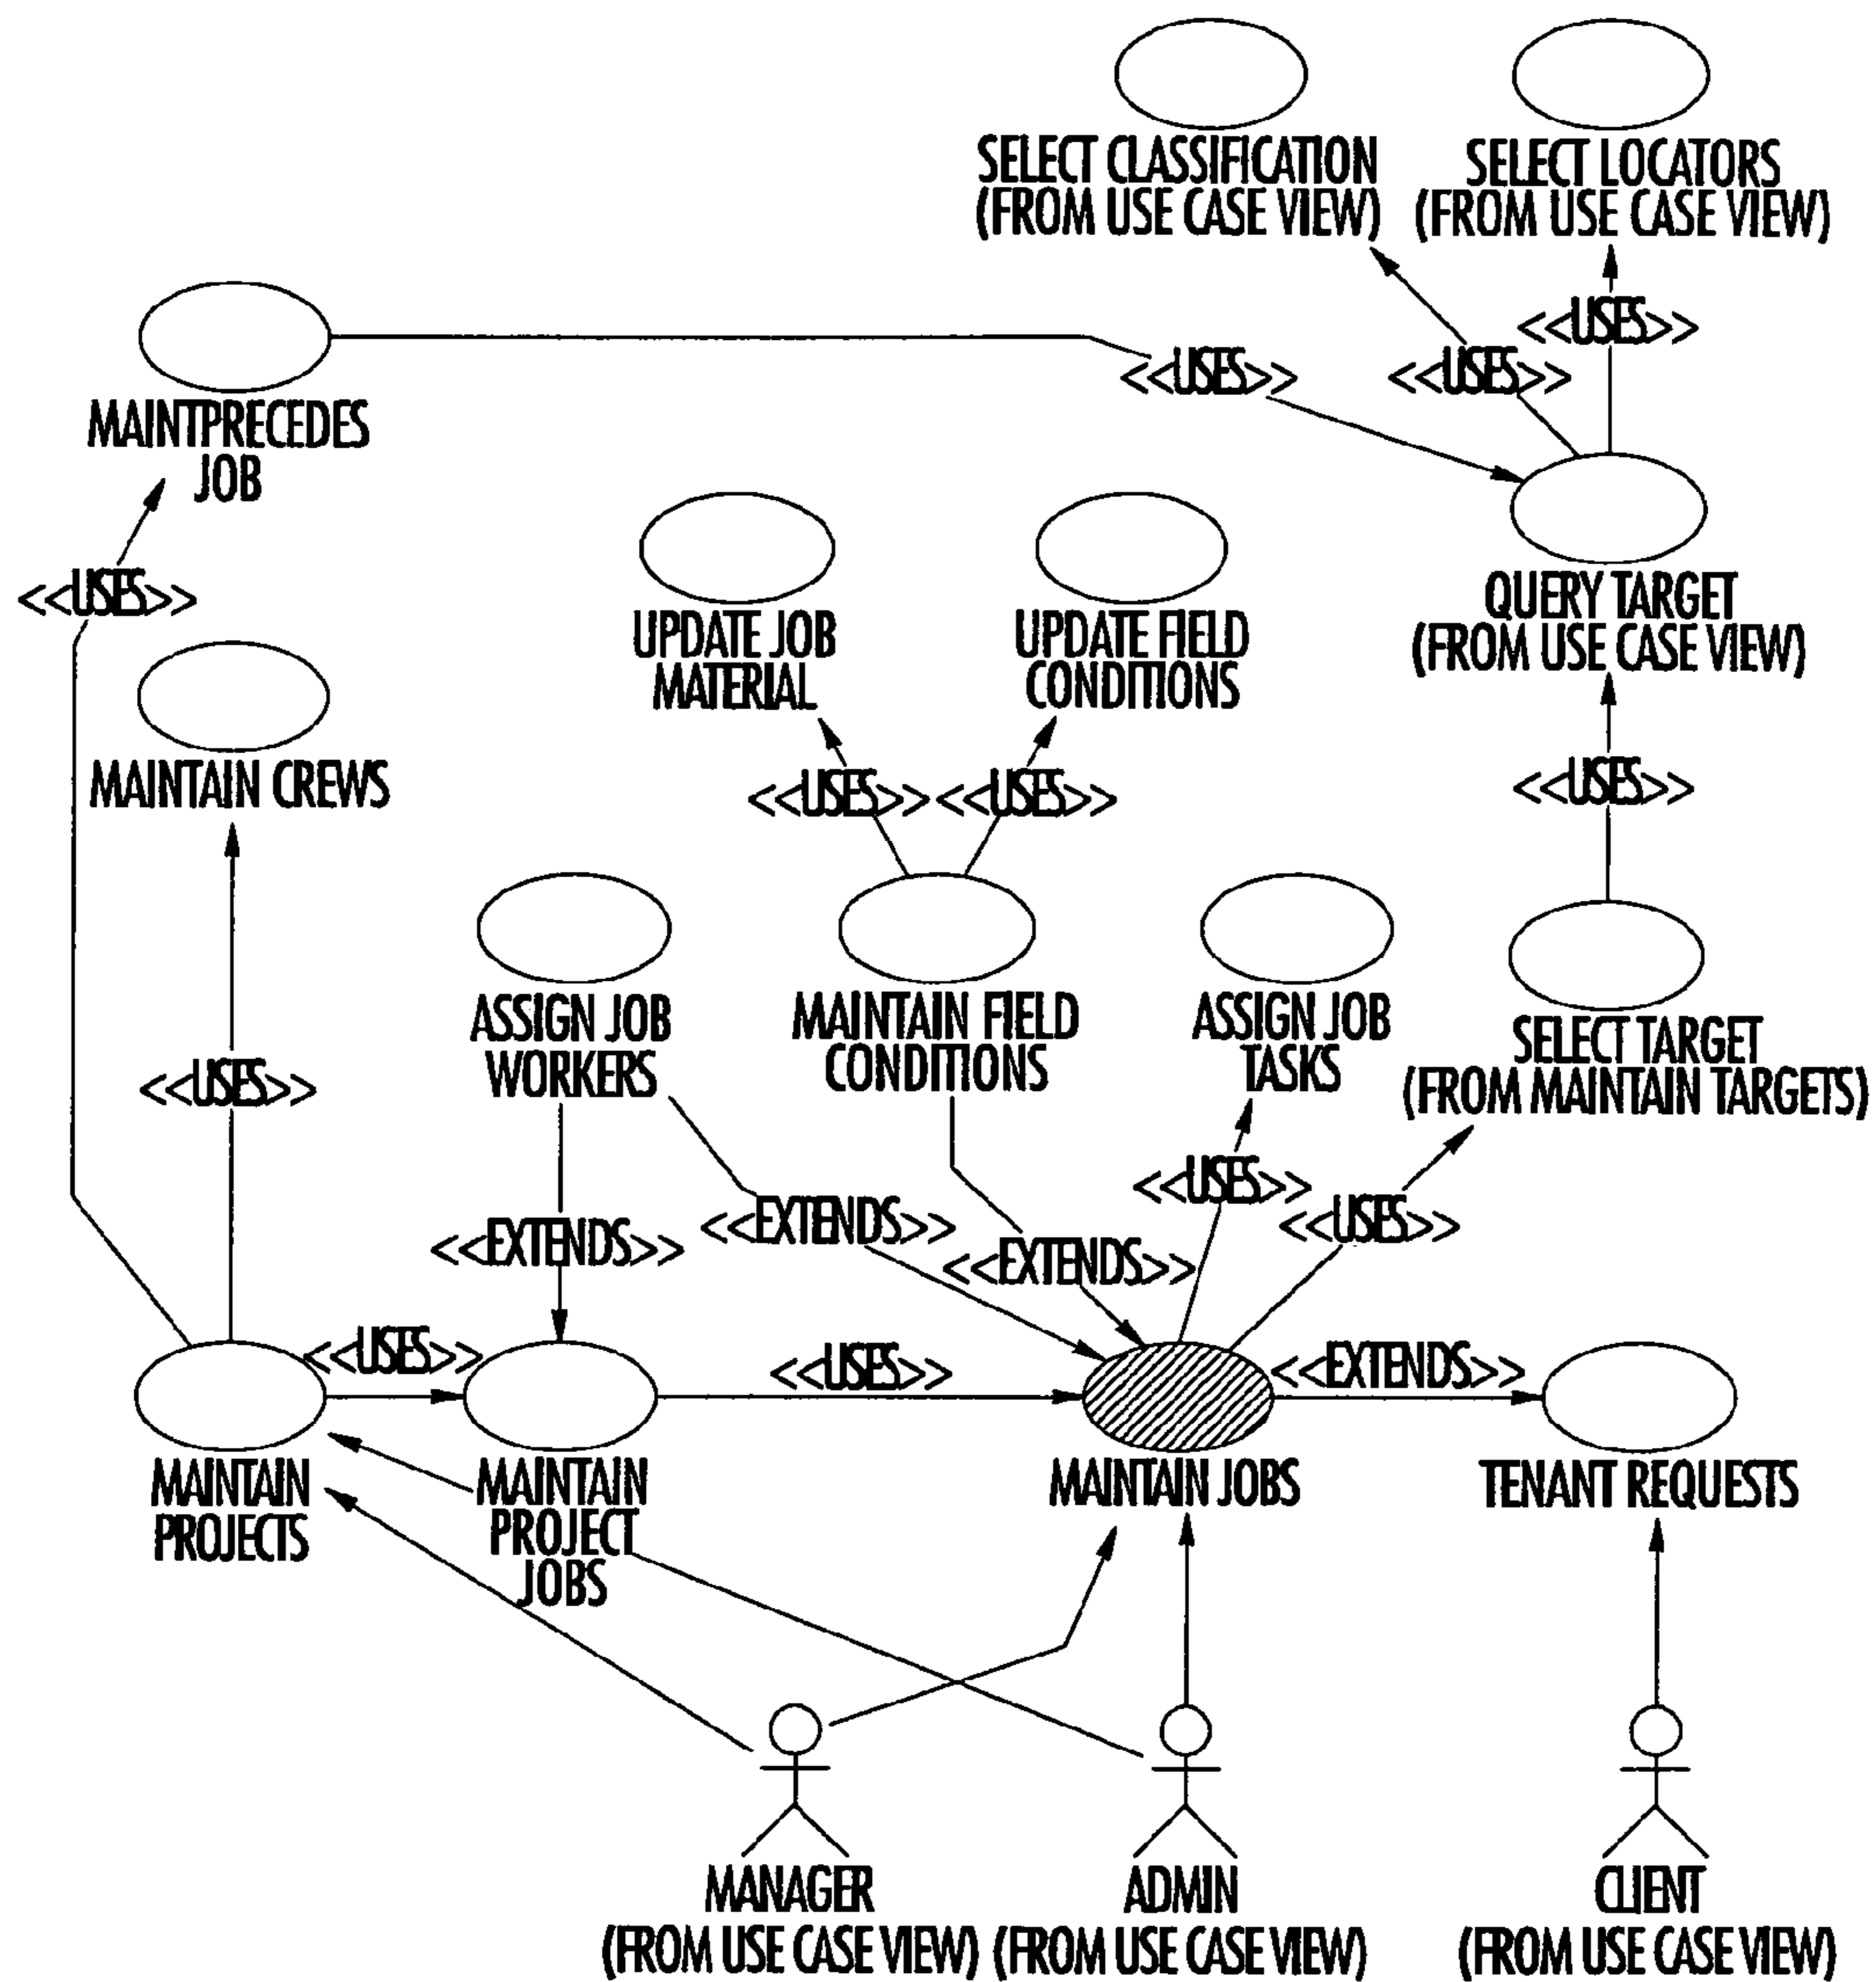 SELECT CLASSIFICATION
(FROM USE CASE VIEW)
SELECT LOCATORS
(FROM USE CASE VIEW)
<<USES>>
<<USES>>
<<USES>>
MAINTPRECEDES
JOB
<<USES>>
QUERY TARGET
(FROM USE CASE VIEW)
UPDATE JOB
MATERIAL
UPDATE FIELD
CONDITIONS
MAINTAIN CREWS
<<USES>>
<<USES>>
<<USES>>
ASSIGN JOB
WORKERS
MAINTAIN FIELD
CONDITIONS
ASSIGN JOB
TASKS
SELECT TARGET
(FROM MAINTAIN TARGETS)
<<USES>>
<<USES>>
<<USES>>
<<EXTENDS>>
<<EXTENDS>>
<<EXTENDS>>
<<USES>>
<<USES>>
<<EXTENDS>>
MAINTAIN
PROJECTS
MAINTAIN
PROJECT
JOBS
MAINTAIN JOBS
TENANT REQUESTS
MANAGER
(FROM USE CASE VIEW)
ADMIN
(FROM USE CASE VIEW)
CLIENT
(FROM USE CASE VIEW)